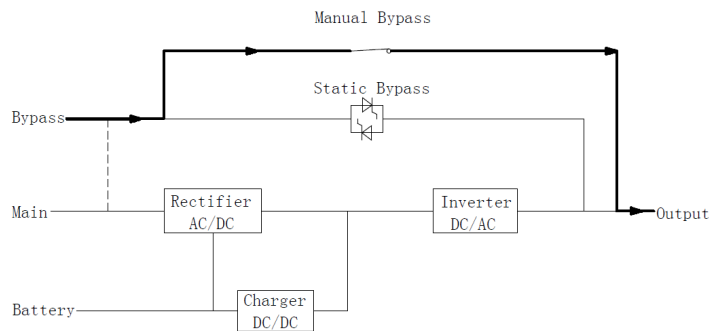 Manual Bypass
Static Bypass
Bypass
Main
Rectifier
AC/DC
Inverter
DC/AC
Output
Battery
Charger
DC/DC